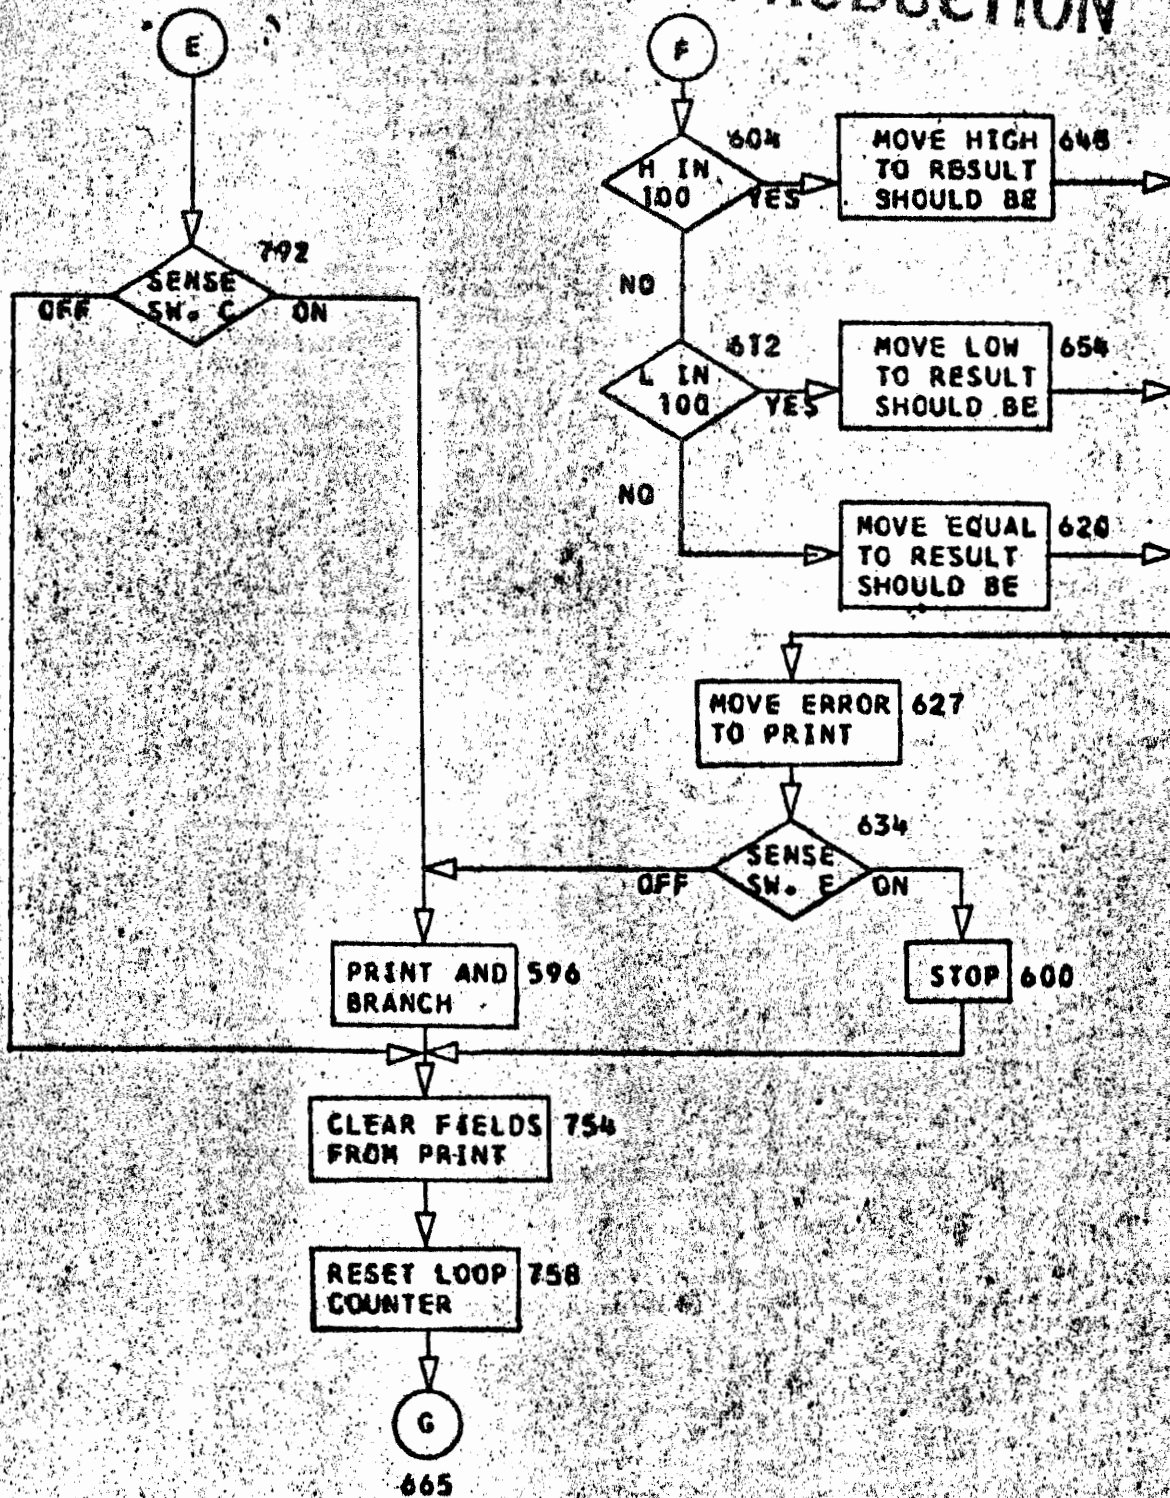 E
792
SENSE
SW. C
OFF
ON
F
604
H IN
100
YES
MOVE HIGH
TO RESULT
SHOULD BE
NO
612
L IN
100
YES
MOVE LOW
TO RESULT
SHOULD BE
654
NO
MOVE EQUAL
TO RESULT
SHOULD BE
MOVE ERROR
TO PRINT
627
634
SENSE
SW. E
OFF
ON
PRINT AND
BRANCH
596
STOP
600
CLEAR FIELDS
FROM PRINT
754
RESET LOOP
COUNTER
758
G
665